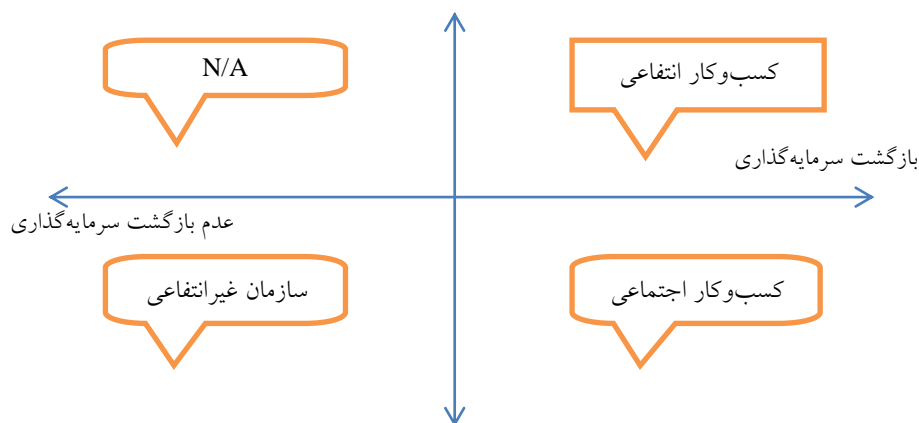 کسب‌وکار انتفاعی
N/A
بازگشت سرمایه‌گذاری
عدم بازگشت سرمایه‌گذاری
کسب‌وکار اجتماعی
سازمان غیرانتفاعی